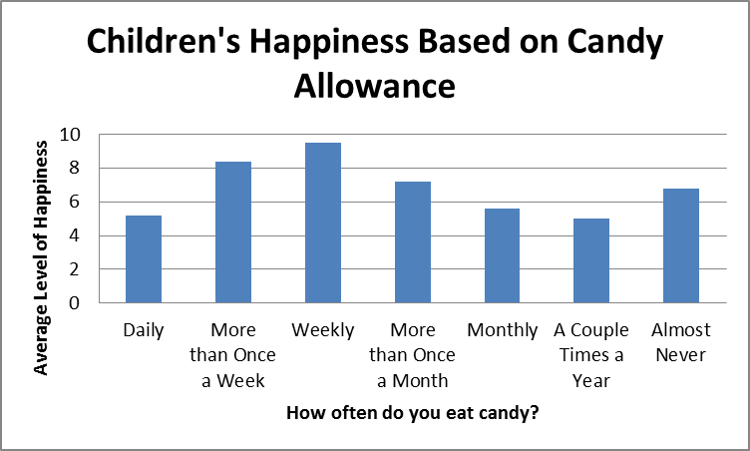 Children's Happiness Based on Candy
Allowance
Average Level of Happiness
10
8
6
4
2
0
Daily
More
than Once
a Week
Weekly
More
than Once
a Month
Monthly
A Couple
Times a
Year
Almost
Never
How often do you eat candy?